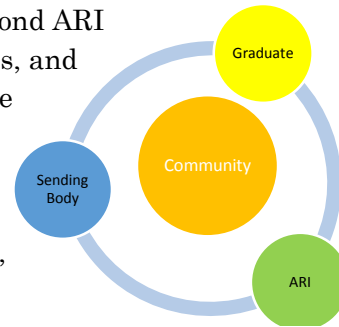 ond ARI
s, and
e
,
Graduate
Community
Sending
Body
ARI